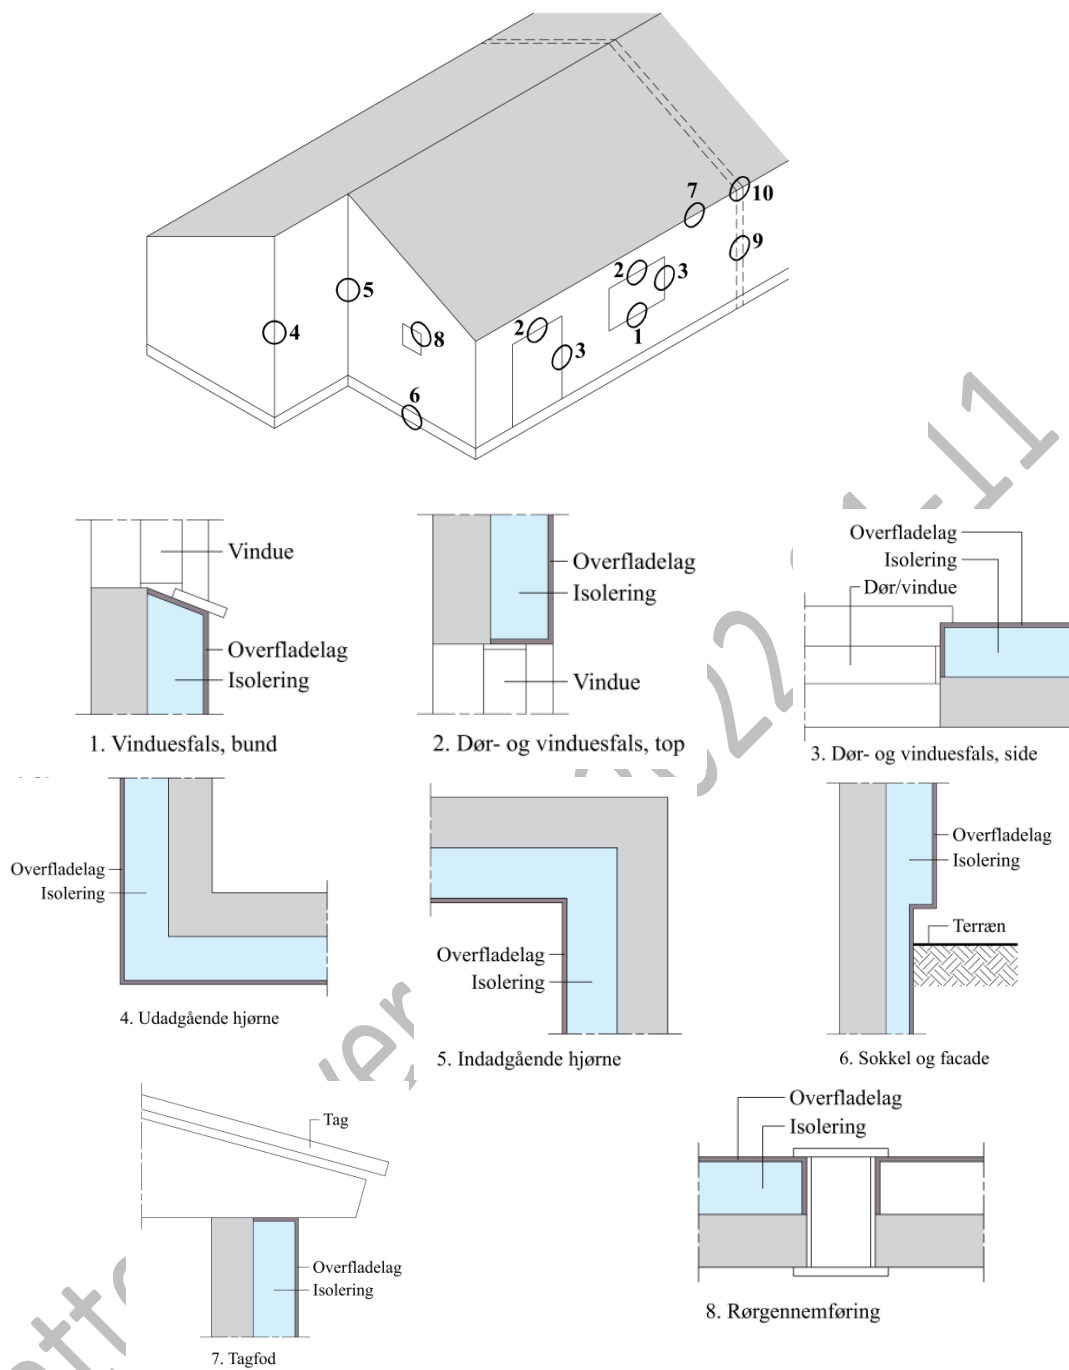 10
7
9
2
3
5
4
2
8
3
1
6
Vindue
Overfladelag
Isolering
1. Vinduesfals, bund
Overfladelag
Isolering
Vindue
2. Dør- og vinduesfals, top
Overfladelag
Isolering
Dør/vindue
3. Dør- og vinduesfals, side
Overfladelag
Isolering
4. Udadgående hjørne
Overfladelag
Isolering
5. Indadgående hjørne
Overfladelag
Isolering
Terræn
6. Sokkel og facade
Tag
Overfladelag
Isolering
7. Tagfod
Overfladelag
Isolering
8. Rørgennemføring